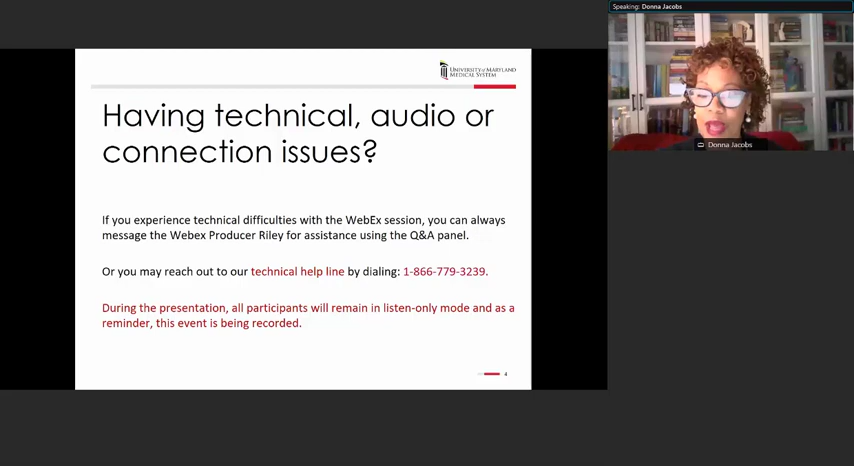 Speaking: Donna Jacobs
UNIVERSITY of MARYLAND
MEDICAL SYSTEM
Having technical, audio or
connection issues?
If you experience technical difficulties with the WebEx session, you can always
message the Webex Producer Riley for assistance using the Q&A panel.
Or you may reach out to our technical help line by dialing: 1-866-779-3239.
During the presentation, all participants will remain in listen-only mode and as a
reminder, this event is being recorded.
4
Donna Jacobs